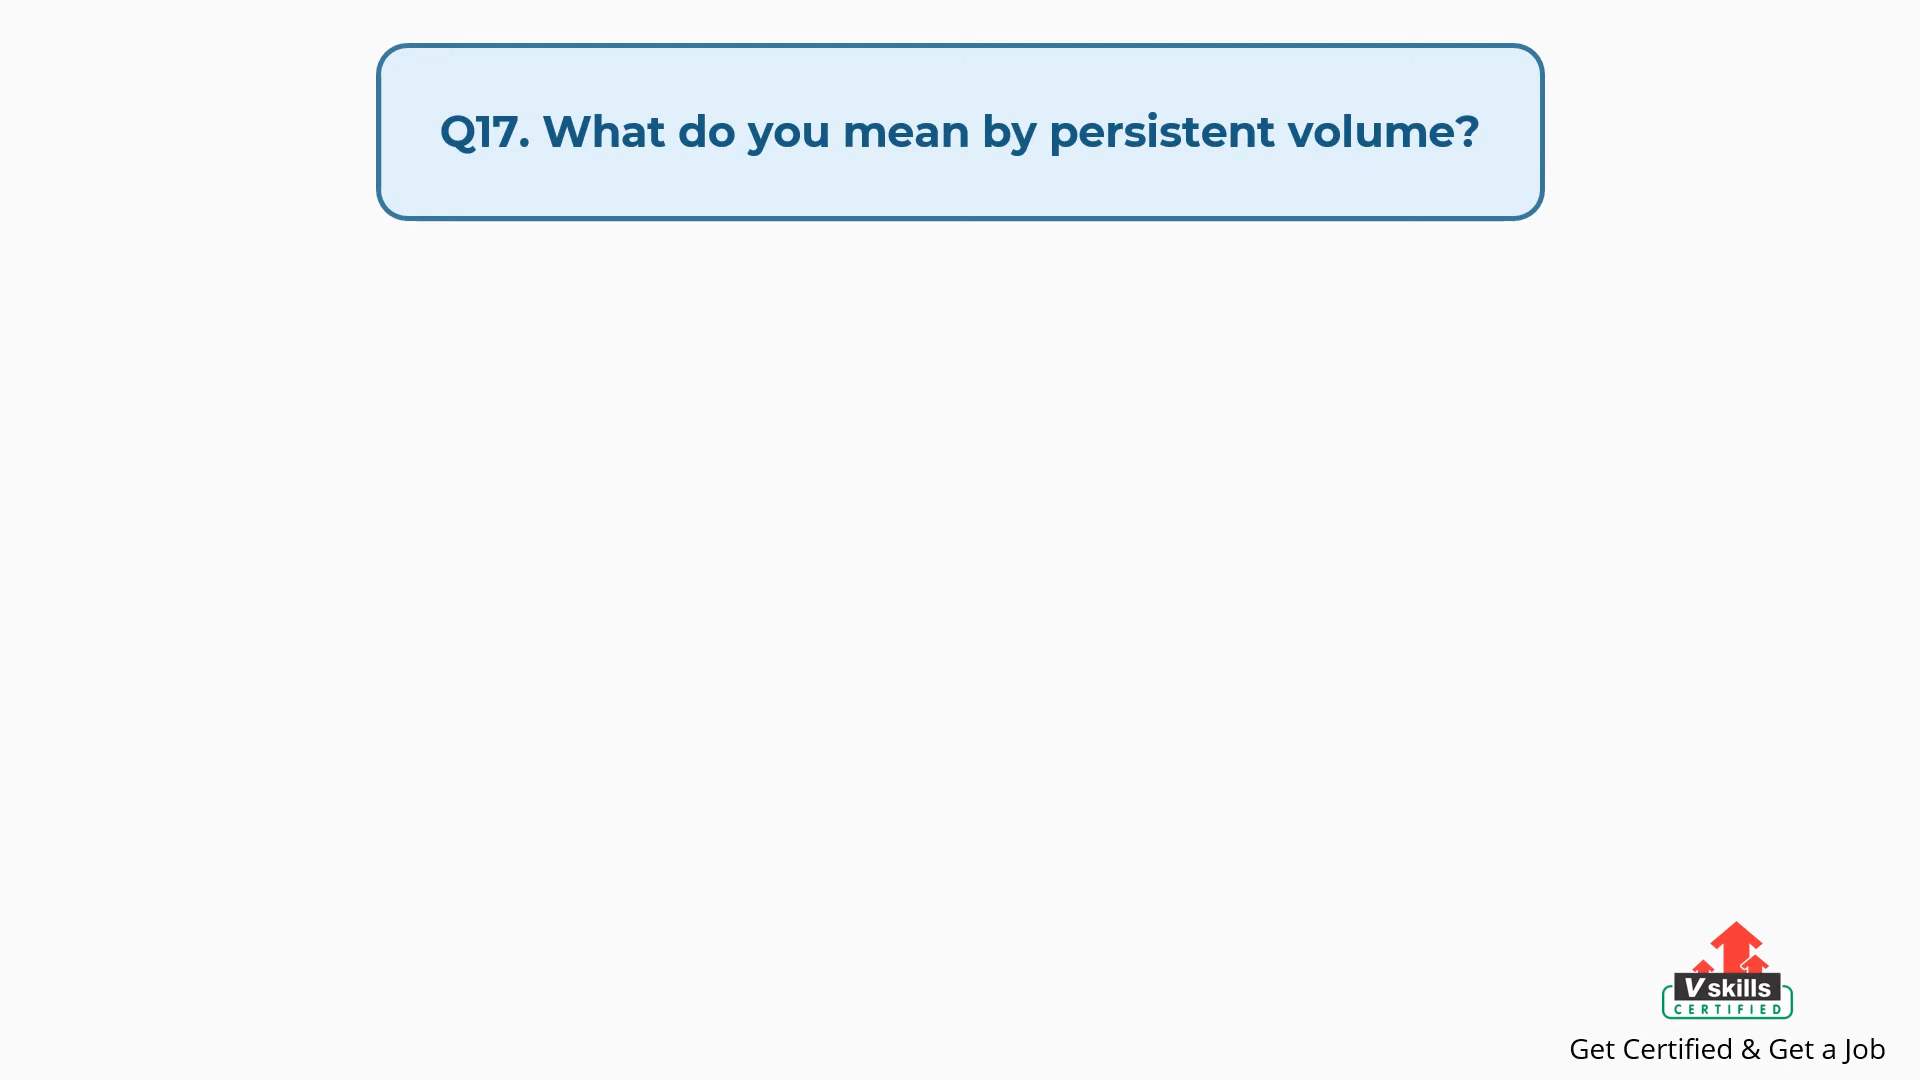 Q17. What do you mean by persistent volume?
Vskills
CERTIFIED
Get Certified & Get a Job